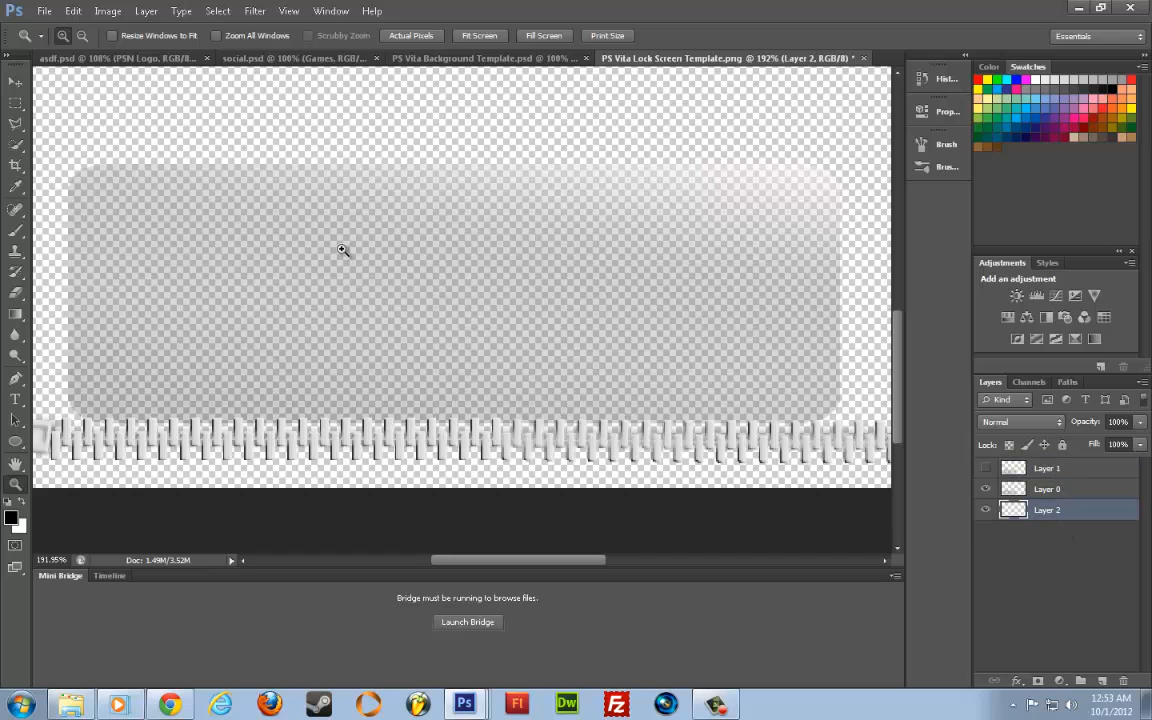 Ps File Edit Image Layer Type Select Filter View Window Help
Resize Windows to Fit Zoom All Windows Scrubby Zoom Actual Pixels Fit Screen Fill Screen Print Size Essentials
asdf.psd @ 100% (PSN Logo, RGB/8... × social.psd @ 100% (Games, RGB/... × PS Vita Background Template.psd @ 100% ... × PS Vita Lock Screen Template.png @ 192% (Layer 2, RGB/8) * ×
Color Swatches
Hist...
Prop...
Brush
Brus...
Adjustments Styles
Add an adjustment
Layers Channels Paths
Kind
Normal Opacity: 100%
Lock: Fill: 100%
Layer 1
Layer 0
Layer 2
191.95% Doc: 1.49M/3.52M
Mini Bridge Timeline
Bridge must be running to browse files.
Launch Bridge
Ps Fl Dw Fz
12:53 AM
10/1/2012